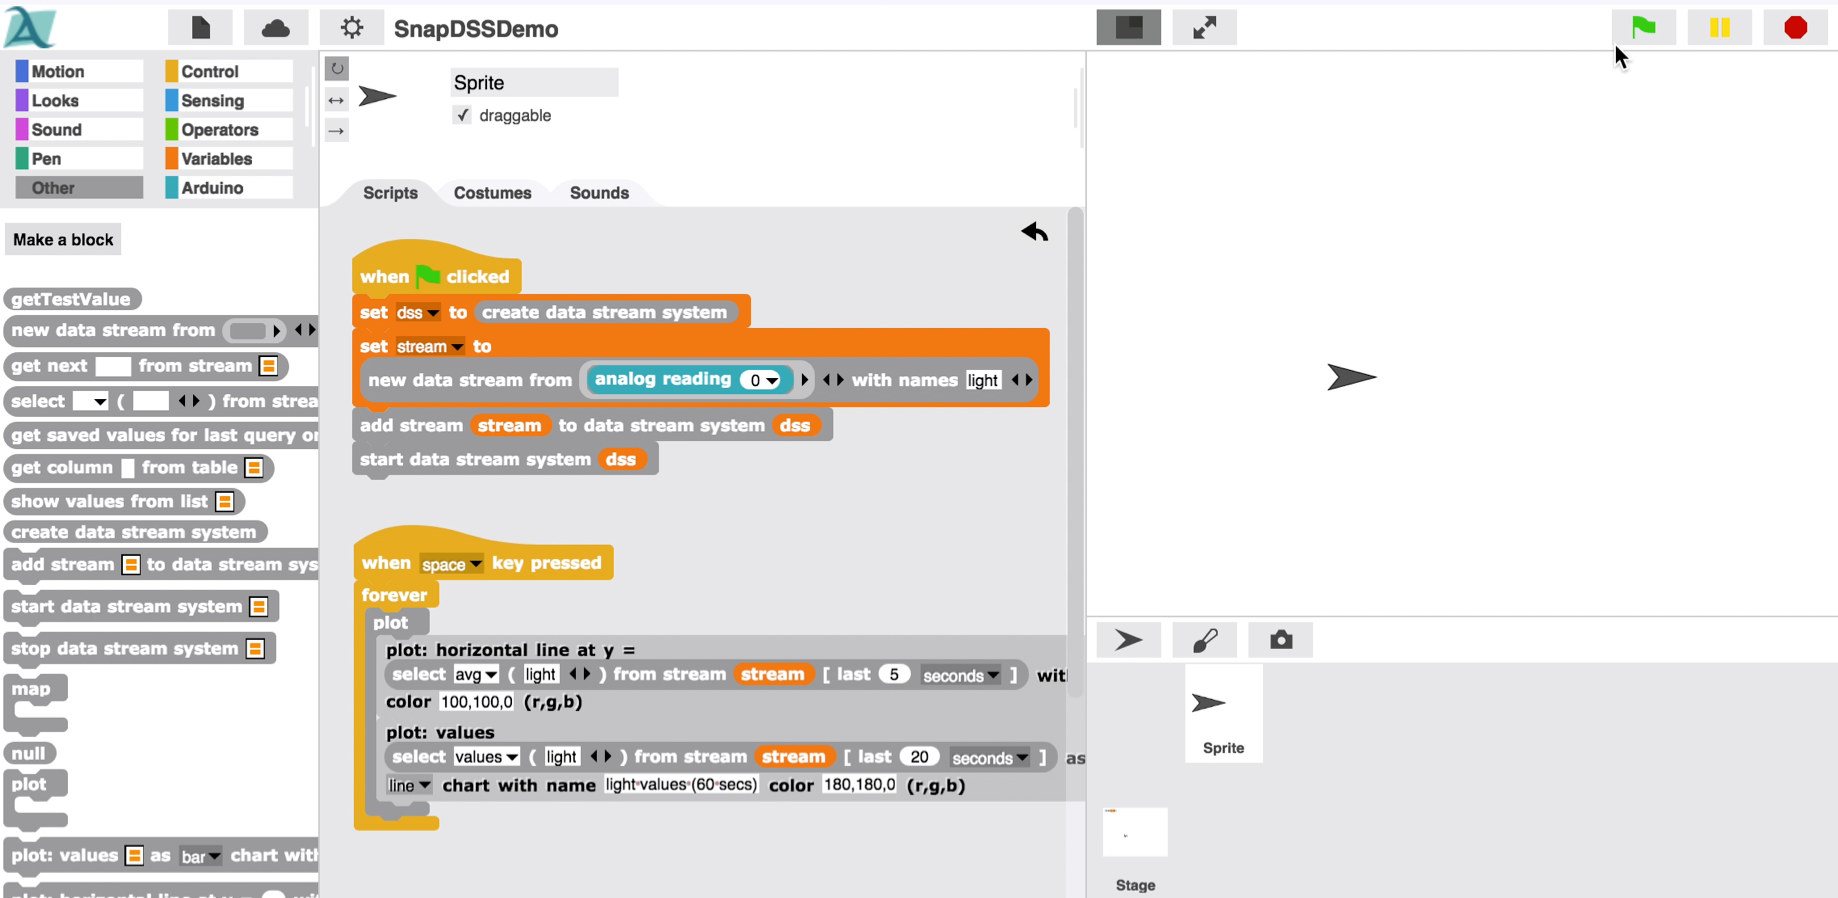 SnapDSSDemo
Motion
Control
Looks
Sensing
Sound
Operators
Pen
Variables
Other
Arduino
Make a block
getTestValue
new data stream from
get next from stream
select ( ) from strea
get saved values for last query or
get column from table
show values from list
create data stream system
add stream to data stream sys
start data stream system
stop data stream system
map
null
plot
plot: values as bar chart with
Sprite
draggable
Scripts
Costumes
Sounds
when clicked
set dss to create data stream system
set stream to
new data stream from analog reading 0 with names light
add stream stream to data stream system dss
start data stream system dss
when space key pressed
forever
plot
plot: horizontal line at y =
select avg ( light ) from stream stream [ last 5 seconds ] wit
color 100,100,0 (r,g,b)
plot: values
select values ( light ) from stream stream [ last 20 seconds ] as
line chart with name light·values·(60·secs) color 180,180,0 (r,g,b)
Sprite
Stage